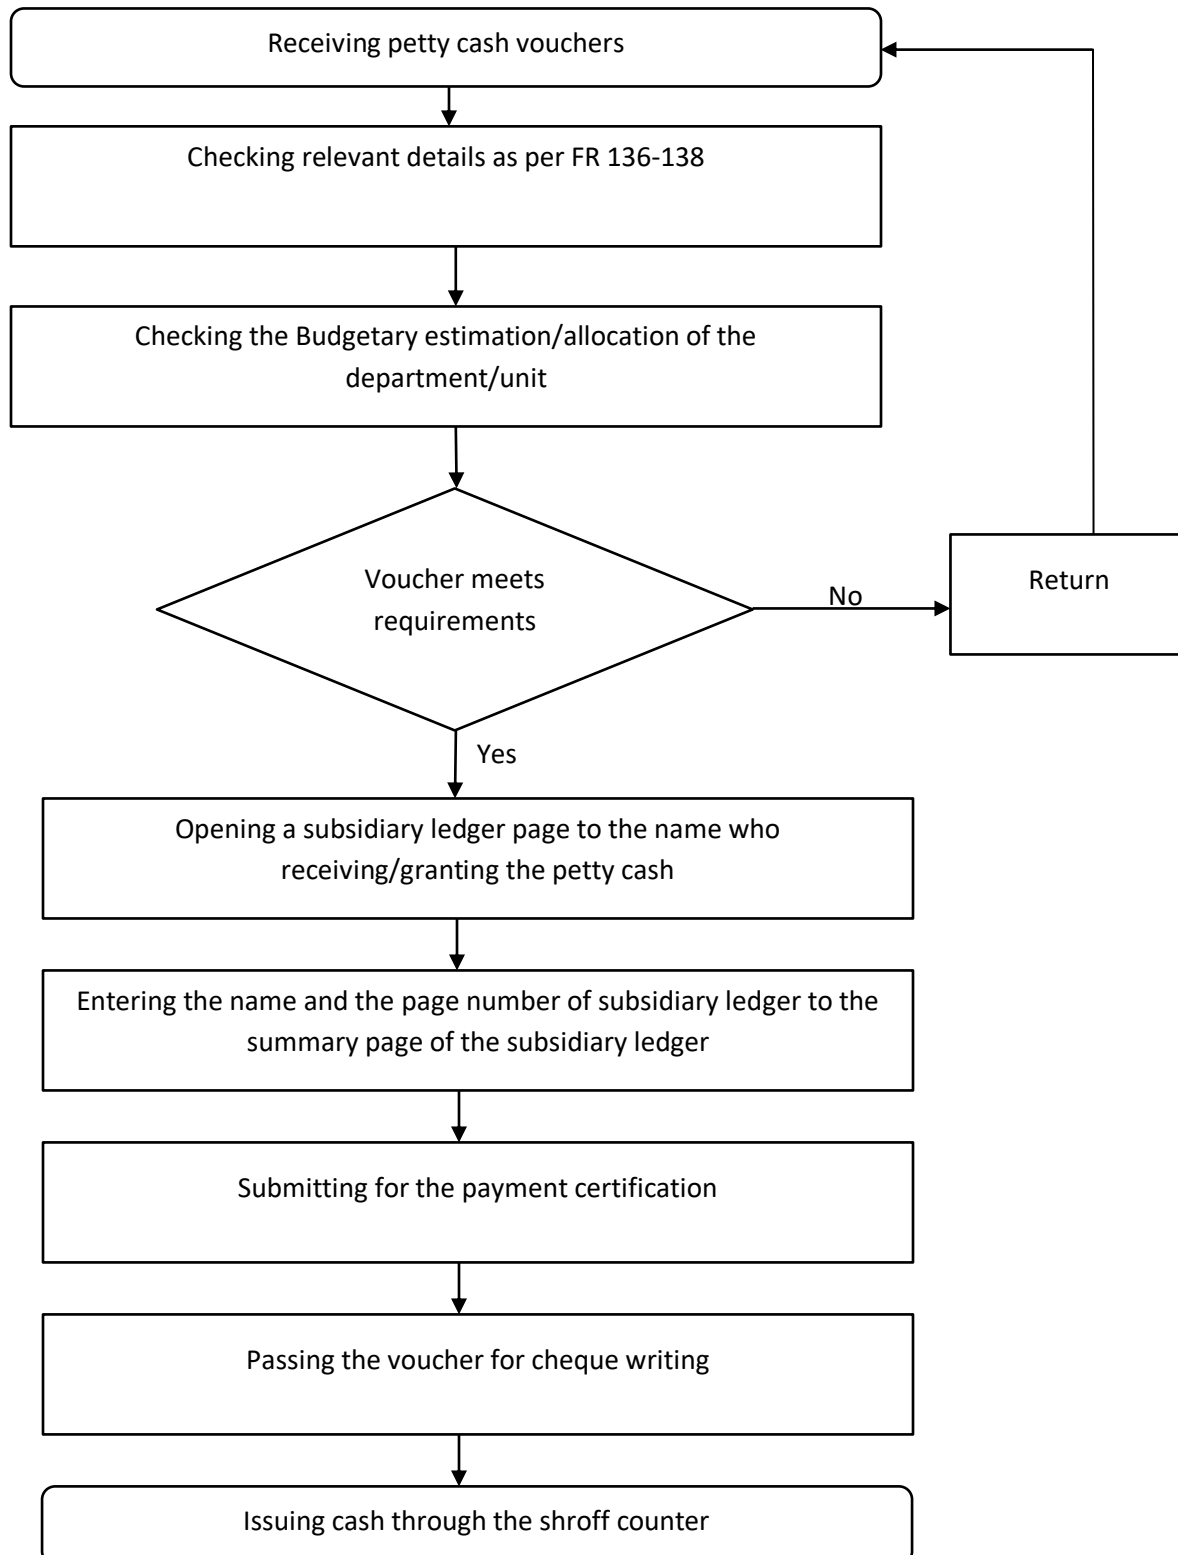 Receiving petty cash vouchers
Checking relevant details as per FR 136-138
Checking the Budgetary estimation/allocation of the
department/unit
Voucher meets
requirements
No
Return
Yes
Opening a subsidiary ledger page to the name who
receiving/granting the petty cash
Entering the name and the page number of subsidiary ledger to the
summary page of the subsidiary ledger
Submitting for the payment certification
Passing the voucher for cheque writing
Issuing cash through the shroff counter